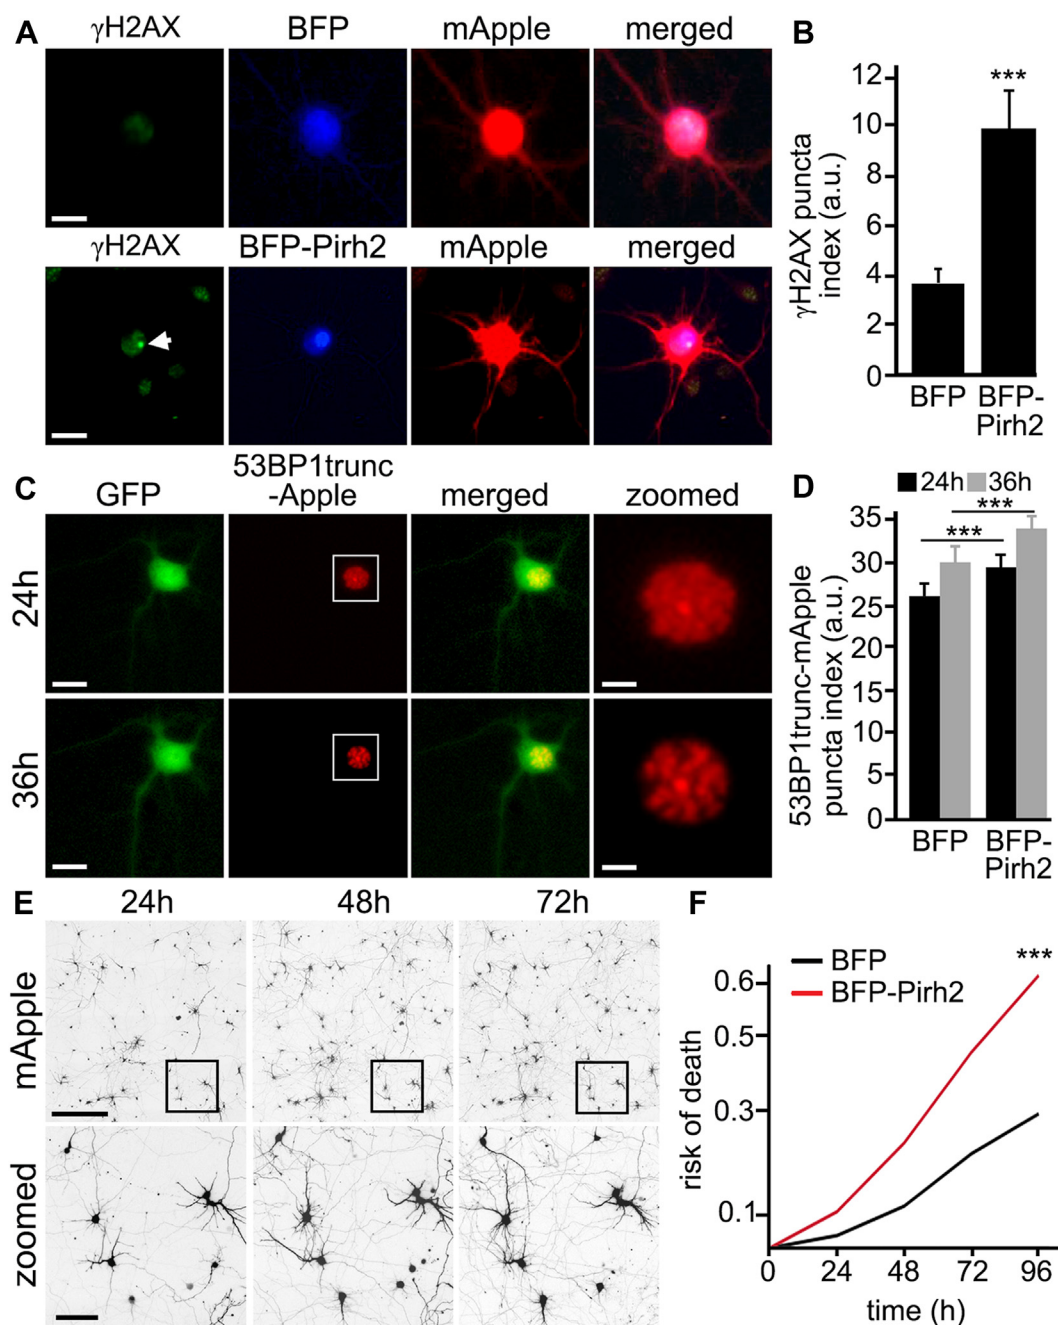 A
γH2AX BFP mApple merged
γH2AX BFP-Pirh2 mApple merged
B
γH2AX puncta
index (a.u.)
12
10
8
6
4
2
0
***
BFP BFP-
Pirh2
C
GFP 53BP1trunc
-Apple merged zoomed
24h
36h
D
24h 36h
53BP1trunc-mApple
puncta index (a.u.)
35
30
25
20
15
10
5
0
***
***
BFP BFP-
Pirh2
E
24h 48h 72h
mApple
zoomed
F
BFP
BFP-Pirh2
***
risk of death
0.6
0.5
0.3
0.1
0 24 48 72 96
time (h)